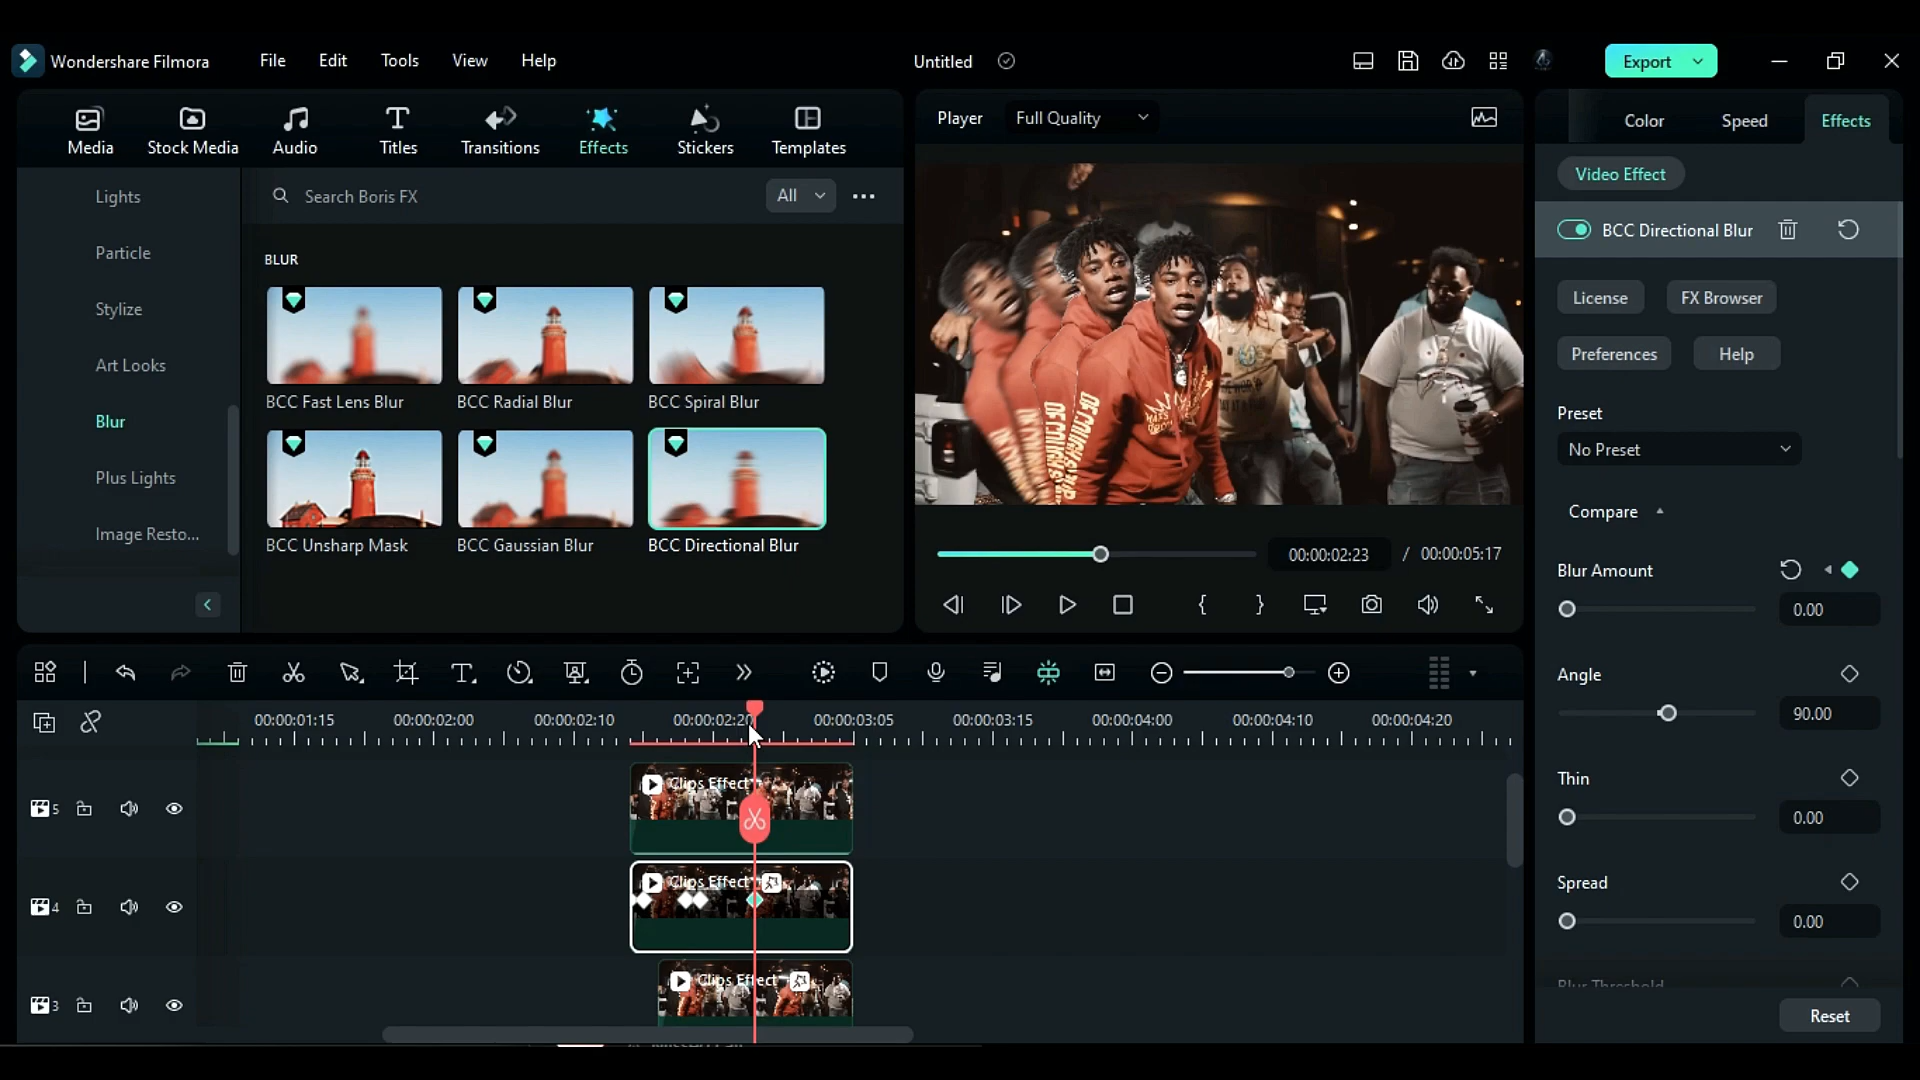 Wondershare Filmora
File
Edit
Tools
View
Help
Untitled
Export
Media
Stock Media
Audio
Titles
Transitions
Effects
Stickers
Templates
Lights
Particle
Stylize
Art Looks
Blur
Plus Lights
Image Resto...
Search Boris FX
All
BLUR
BCC Fast Lens Blur
BCC Radial Blur
BCC Spiral Blur
BCC Unsharp Mask
BCC Gaussian Blur
BCC Directional Blur
Player
Full Quality
00:00:02:23 / 00:00:05:17
Color
Speed
Effects
Video Effect
BCC Directional Blur
License
FX Browser
Preferences
Help
Preset
No Preset
Compare
Blur Amount
0.00
Angle
90.00
Thin
0.00
Spread
0.00
Blur Threshold
Reset
00:00:01:15
00:00:02:00
00:00:02:10
00:00:02:20
00:00:03:05
00:00:03:15
00:00:04:00
00:00:04:10
00:00:04:20
5
Clips Effect
4
Clips Effect
3
Clips Effect